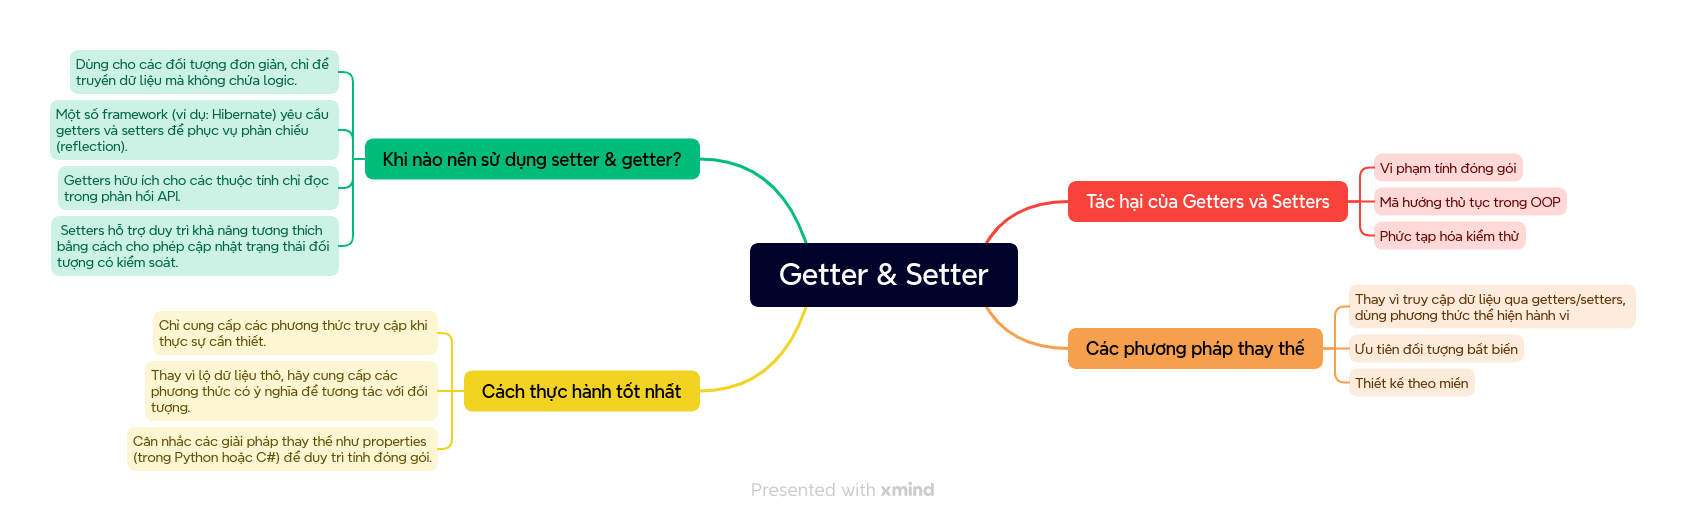 Getter & Setter
Khi nào nên sử dụng setter & getter?
Dùng cho các đối tượng đơn giản, chỉ để
truyền dữ liệu mà không chứa logic.
Một số framework (ví dụ: Hibernate) yêu cầu
getters và setters để phục vụ phản chiếu
(reflection).
Getters hữu ích cho các thuộc tính chỉ đọc
trong phản hồi API.
Setters hỗ trợ duy trì khả năng tương thích
bằng cách cho phép cập nhật trạng thái đối
tượng có kiểm soát.
Cách thực hành tốt nhất
Chỉ cung cấp các phương thức truy cập khi
thực sự cần thiết.
Thay vì lộ dữ liệu thô, hãy cung cấp các
phương thức có ý nghĩa để tương tác với đối
tượng.
Cân nhắc các giải pháp thay thế như properties
(trong Python hoặc C#) để duy trì tính đóng gói.
Tác hại của Getters và Setters
Vi phạm tính đóng gói
Mã hướng thủ tục trong OOP
Phức tạp hóa kiểm thử
Các phương pháp thay thế
Thay vì truy cập dữ liệu qua getters/setters,
dùng phương thức thể hiện hành vi
Ưu tiên đối tượng bất biến
Thiết kế theo miền
Presented with xmind